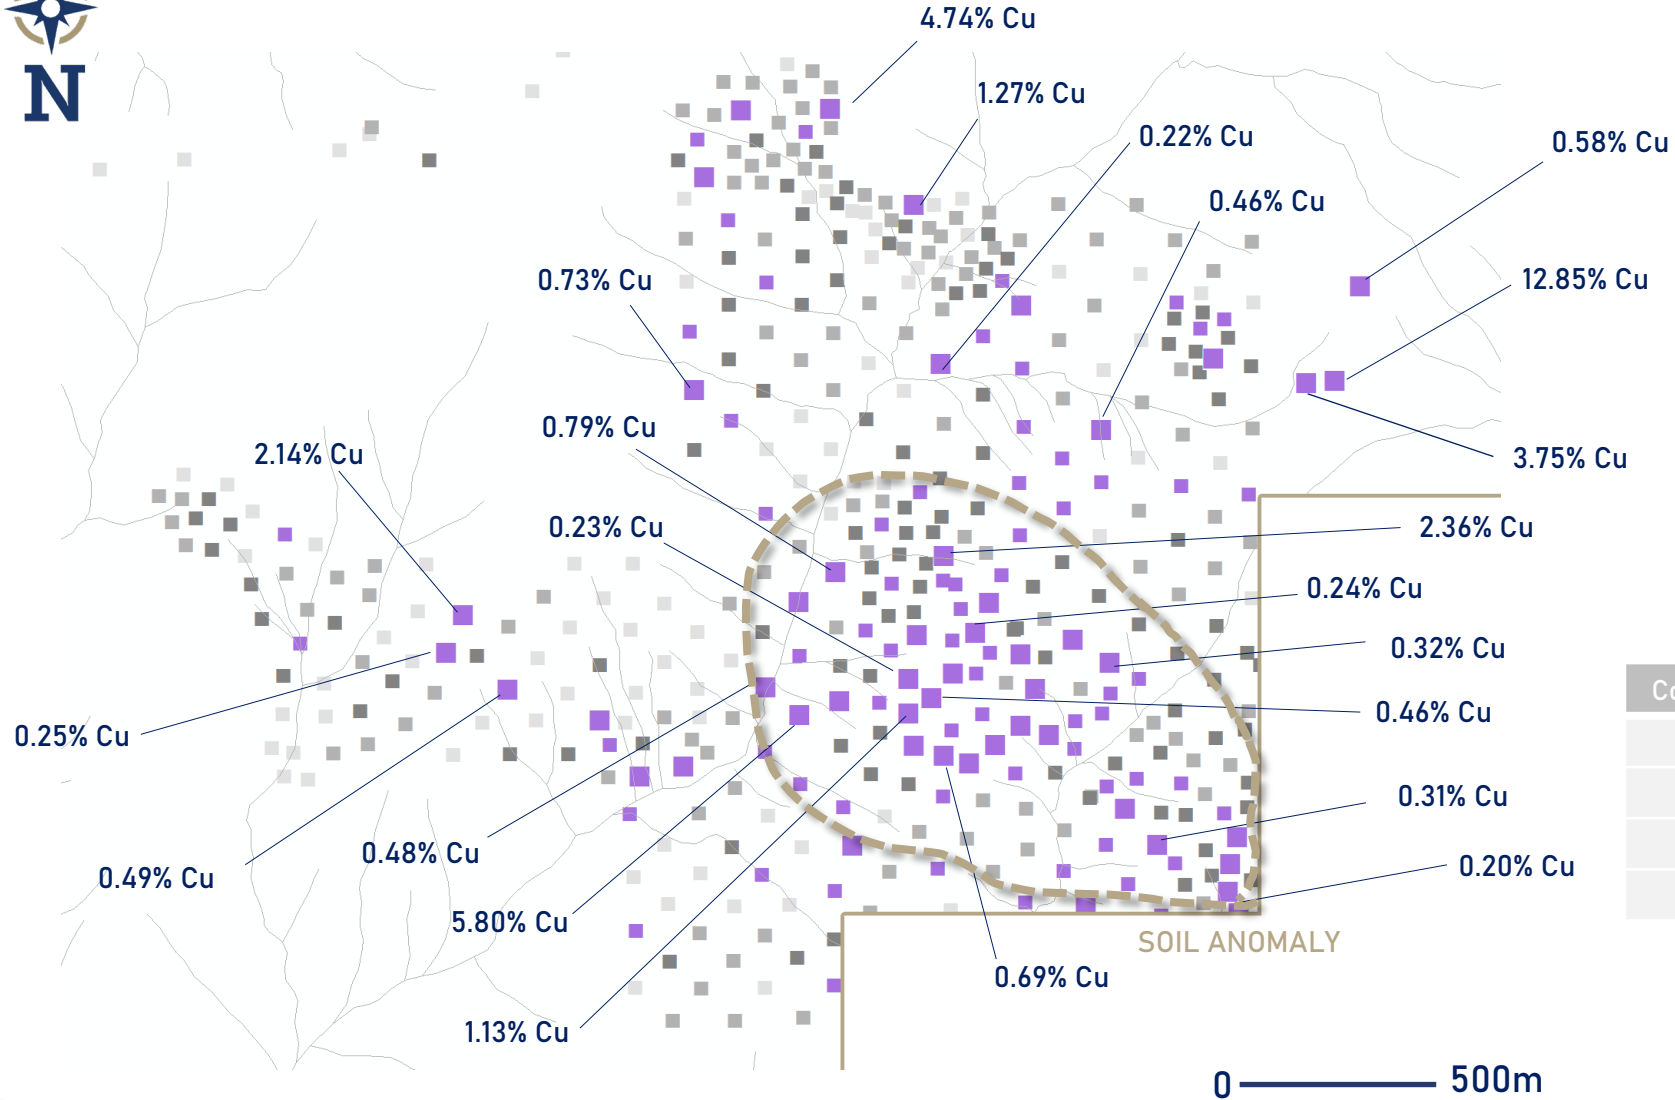 4.74% Cu
N
1.27% Cu
0.22% Cu
0.58% Cu
0.46% Cu
0.73% Cu
12.85% Cu
0.79% Cu
2.14% Cu
3.75% Cu
0.23% Cu
2.36% Cu
0.24% Cu
0.32% Cu
0.46% Cu
0.25% Cu
0.31% Cu
0.48% Cu
0.49% Cu
0.20% Cu
5.80% Cu
SOIL ANOMALY
0.69% Cu
1.13% Cu
0 500m